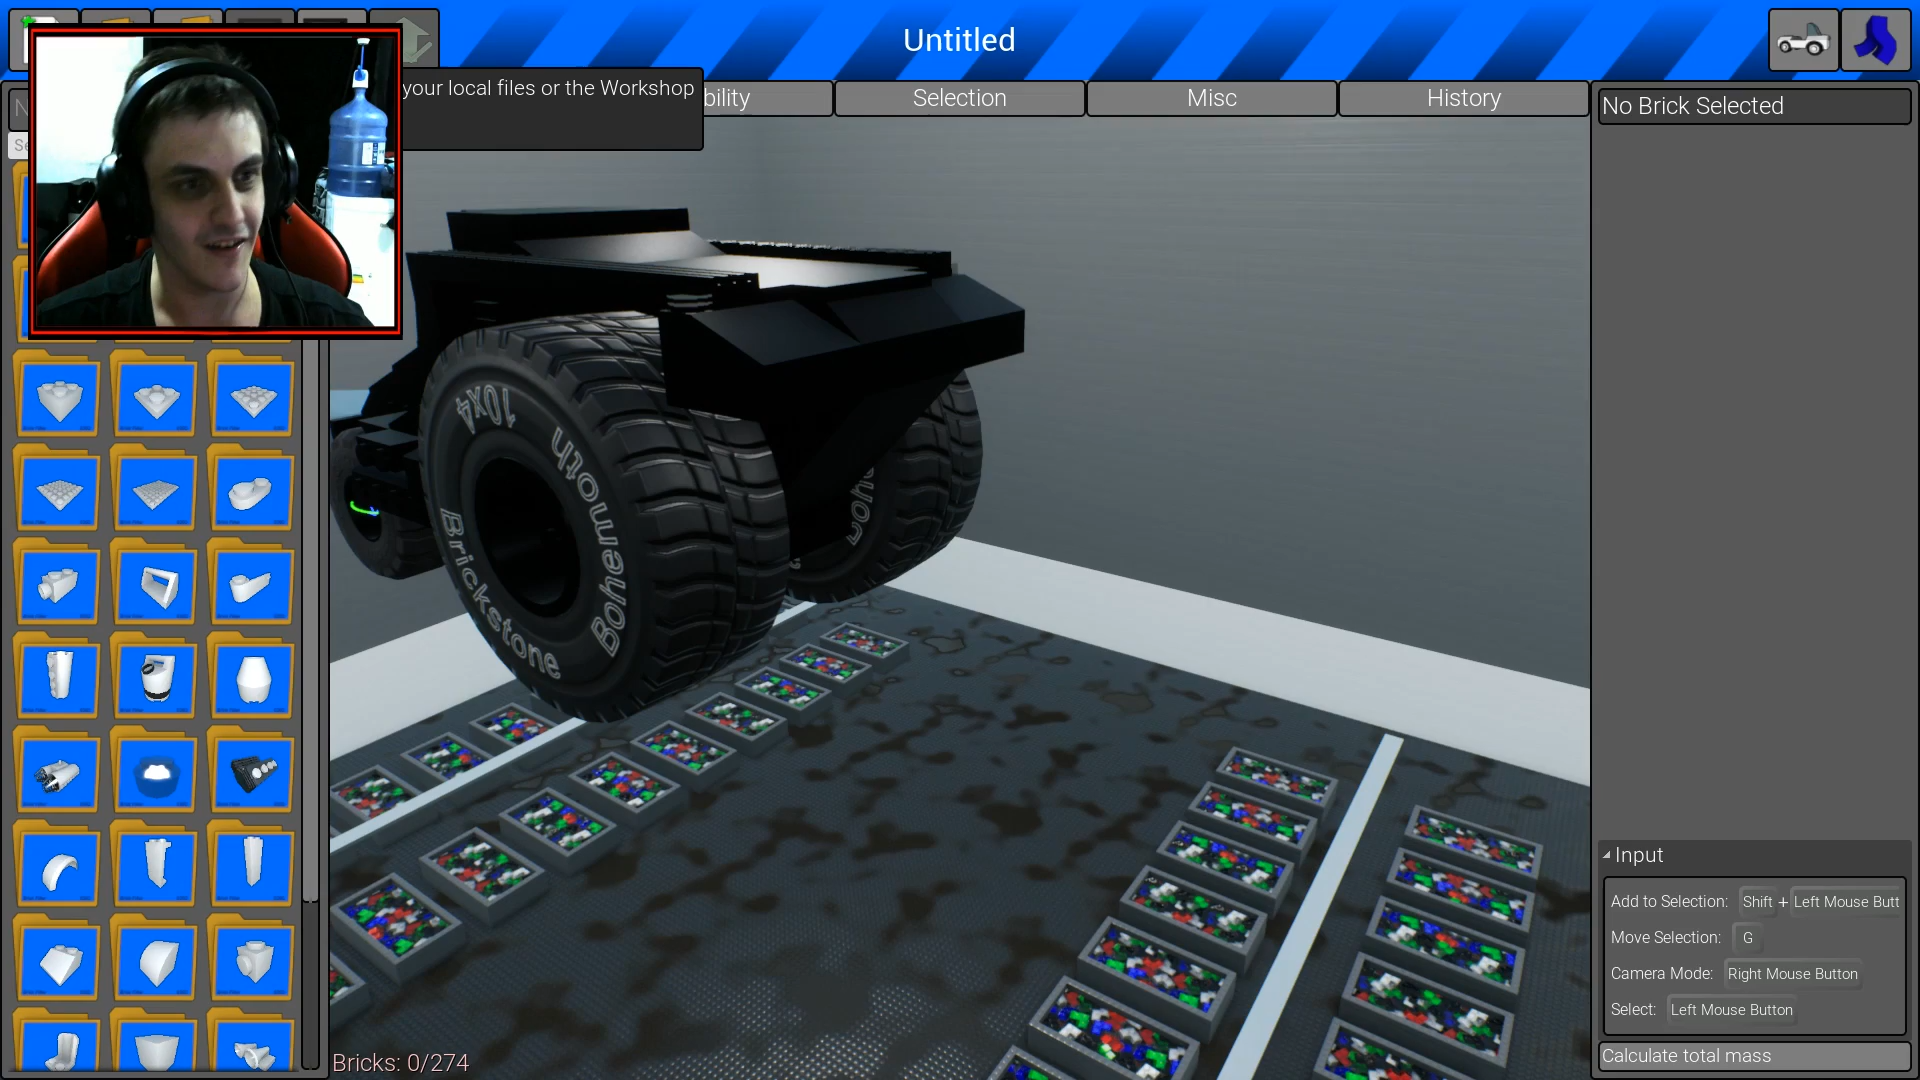 Untitled
your local files or the Workshop
bility
Selection
Misc
History
No Brick Selected
N
Se
10x4
Bohemoth
Brickstone
Bohe
Input
Add to Selection: Shift + Left Mouse Butt
Move Selection: G
Camera Mode: Right Mouse Button
Select: Left Mouse Button
Bricks: 0/274
Calculate total mass